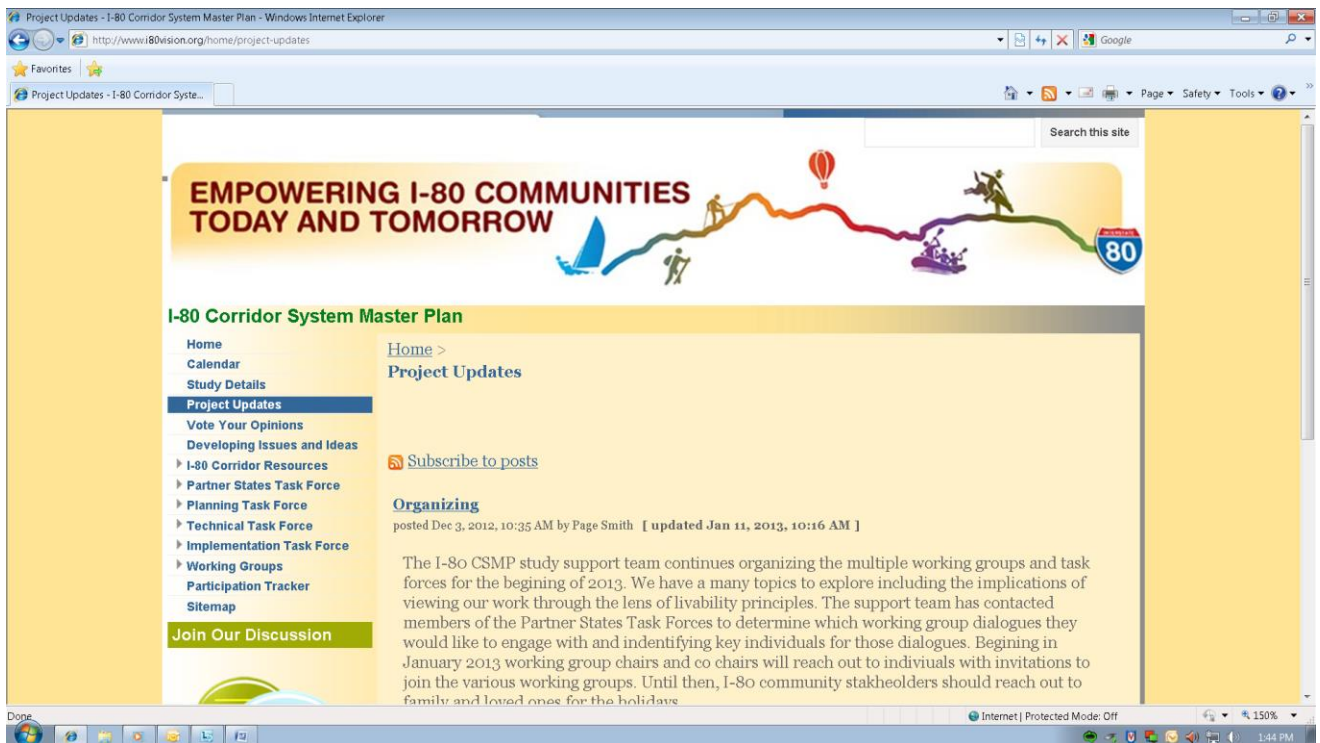 Project Updates - I-80 Corridor System Master Plan - Windows Internet Explorer
http://www.i80vision.org/home/project-updates
Google
Favorites
Project Updates - I-80 Corridor Syste...
Page Safety Tools
Search this site
EMPOWERING I-80 COMMUNITIES
TODAY AND TOMORROW
INTERSTATE
80
I-80 Corridor System Master Plan
Home
Calendar
Study Details
Project Updates
Vote Your Opinions
Developing Issues and Ideas
I-80 Corridor Resources
Partner States Task Force
Planning Task Force
Technical Task Force
Implementation Task Force
Working Groups
Participation Tracker
Sitemap
Join Our Discussion
Home >
Project Updates
Subscribe to posts
Organizing
posted Dec 3, 2012, 10:35 AM by Page Smith [ updated Jan 11, 2013, 10:16 AM ]
The I-80 CSMP study support team continues organizing the multiple working groups and task
forces for the begining of 2013. We have a many topics to explore including the implications of
viewing our work through the lens of livability principles. The support team has contacted
members of the Partner States Task Forces to determine which working group dialogues they
would like to engage with and indentifying key individuals for those dialogues. Begining in
January 2013 working group chairs and co chairs will reach out to indiviuals with invitations to
join the various working groups. Until then, I-80 community stakheolders should reach out to
family and loved ones for the holidays.
Done
Internet | Protected Mode: Off
150%
1:44 PM